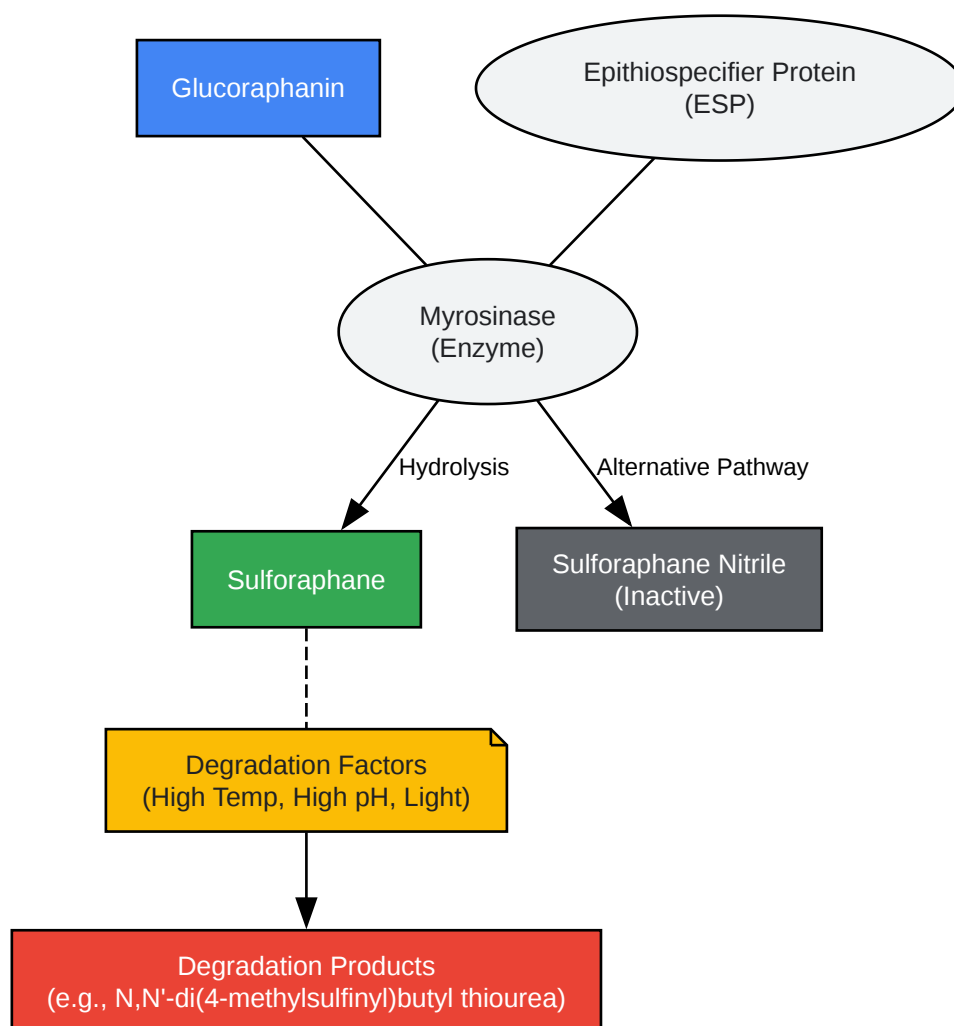 Glucoraphanin
Epithiospecifier Protein
(ESP)
Myrosinase
(Enzyme)
Hydrolysis
Alternative Pathway
Sulforaphane
Sulforaphane Nitrile
(Inactive)
Degradation Factors
(High Temp, High pH, Light)
Degradation Products
(e.g., N,N'-di(4-methylsulfinyl)butyl thiourea)